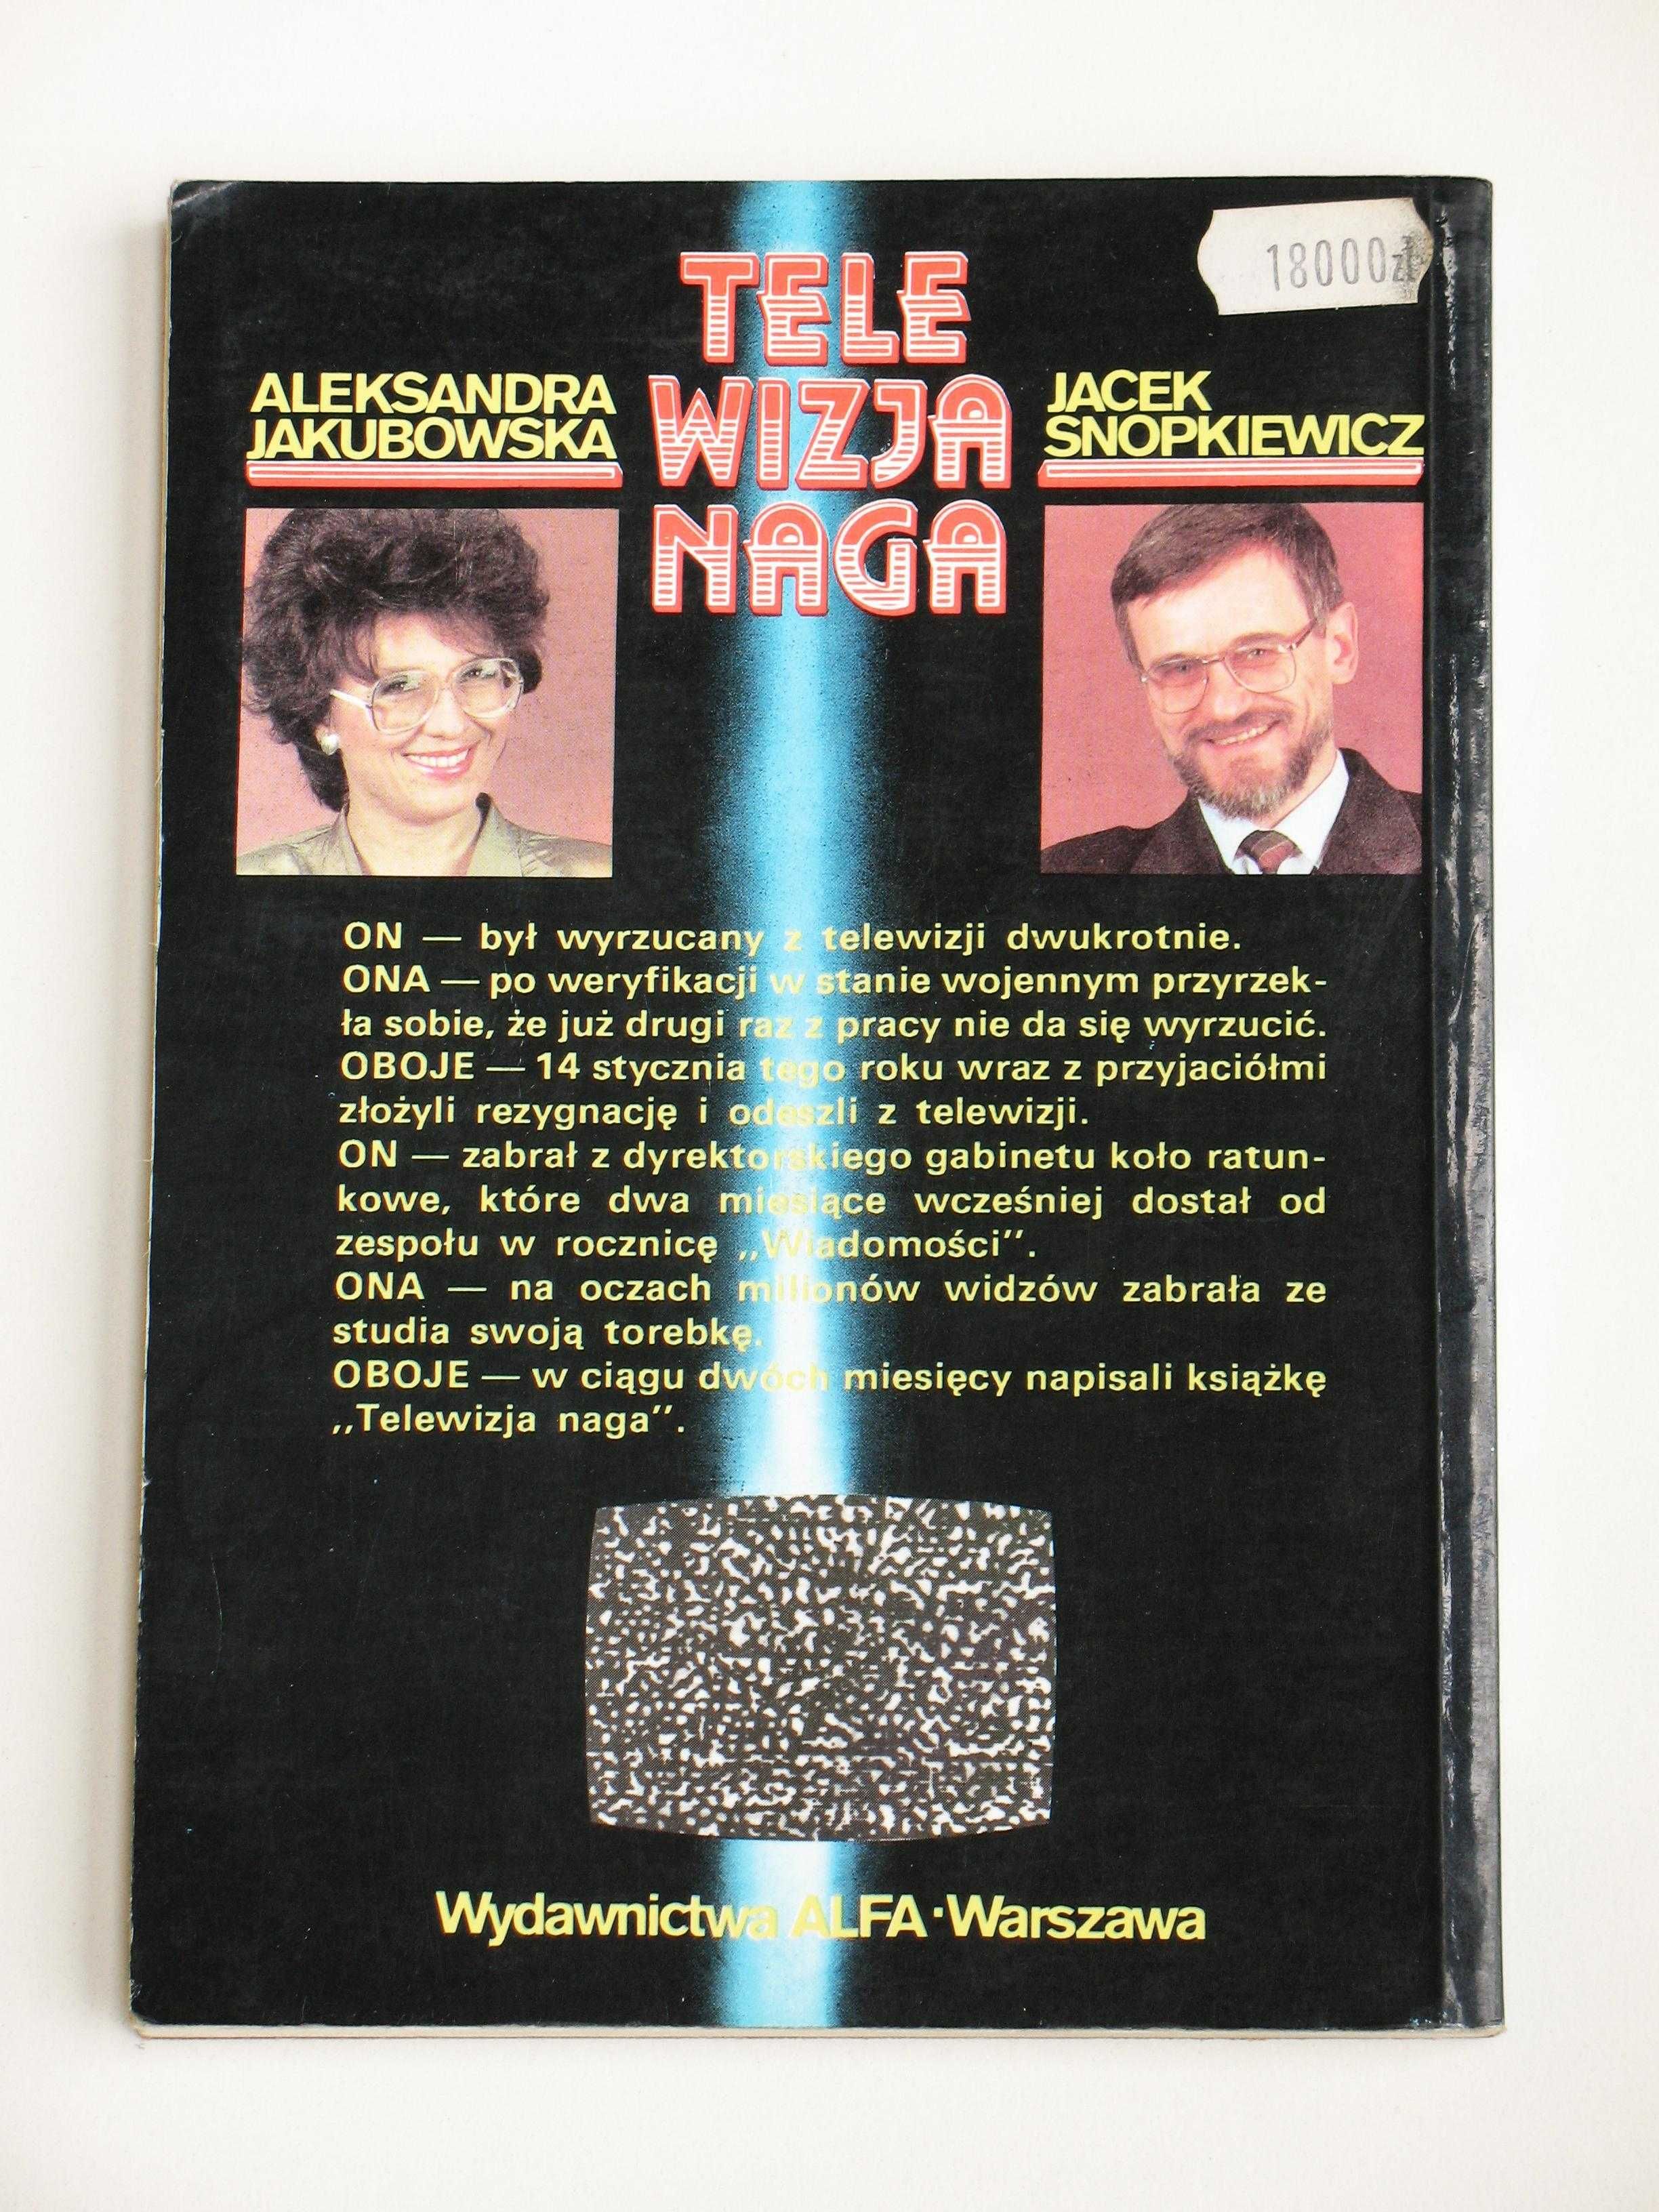 18000zł
TELE
WIZJA
NAGA
ALEKSANDRA
JAKUBOWSKA
JACEK
SNOPKIEWICZ
ON — był wyrzucany z telewizji dwukrotnie.
ONA — po weryfikacji w stanie wojennym przyrzek-
ła sobie, że już drugi raz z pracy nie da się wyrzucić.
OBOJE — 14 stycznia tego roku wraz z przyjaciółmi
złożyli rezygnację i odeszli z telewizji.
ON — zabrał z dyrektorskiego gabinetu koło ratun-
kowe, które dwa miesiące wcześniej dostał od
zespołu w rocznicę ,,Wiadomości''.
ONA — na oczach milionów widzów zabrała ze
studia swoją torebkę.
OBOJE — w ciągu dwóch miesięcy napisali książkę
,,Telewizja naga''.
Wydawnictwa ALFA·Warszawa